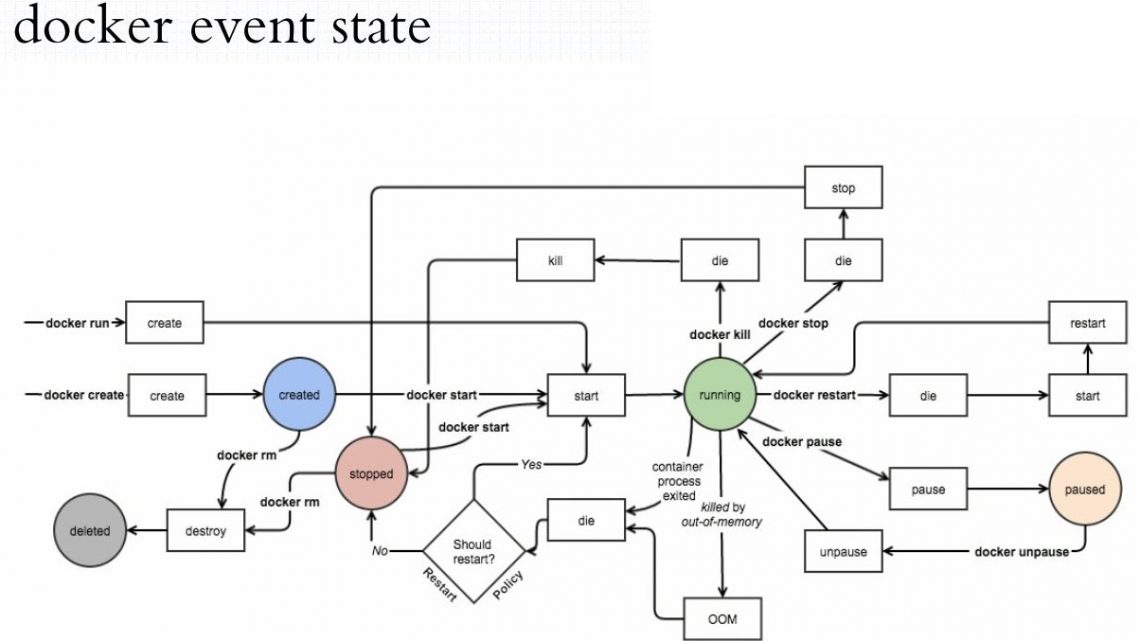 docker event state
stop
kill
die
die
docker run
create
docker kill
docker stop
restart
docker create
create
created
docker start
start
running
docker restart
die
start
docker start
docker rm
stopped
docker rm
Yes
container
process
exited
docker pause
pause
paused
deleted
destroy
No
Should
restart?
Restart
Policy
die
killed by
out-of-memory
unpause
docker unpause
OOM